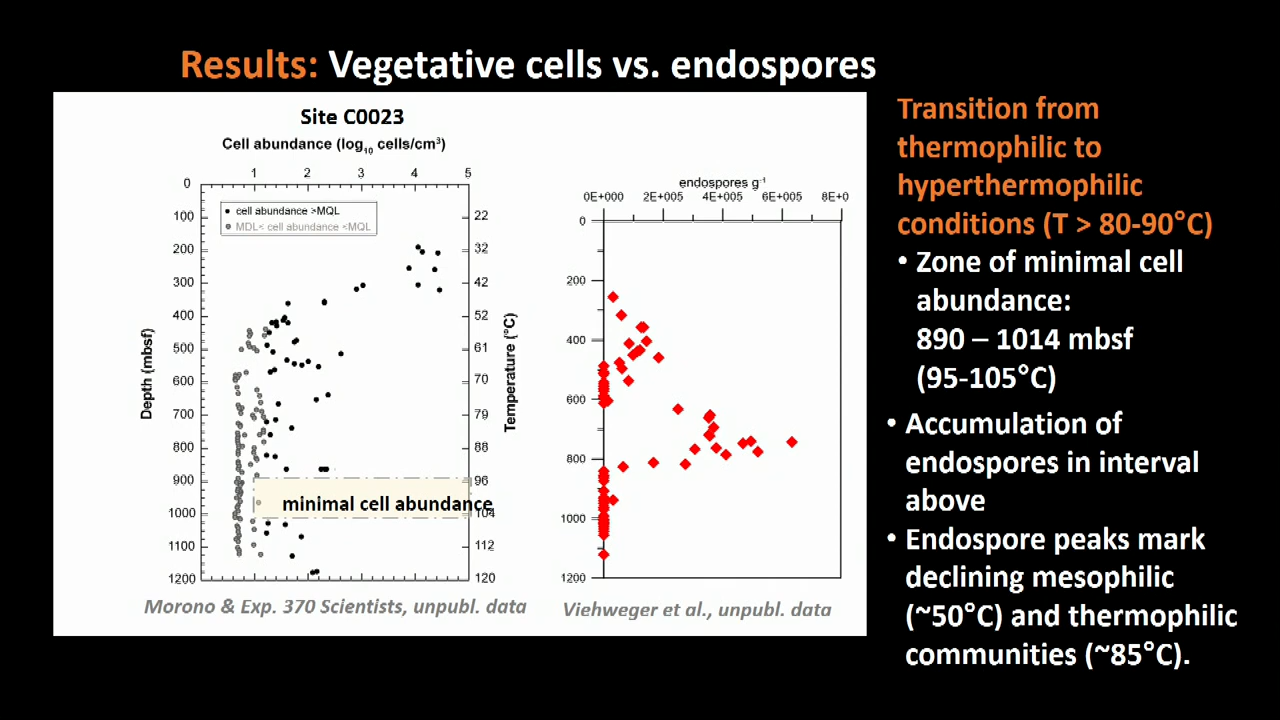 Results: Vegetative cells vs. endospores
Site C0023
Cell abundance (log10 cells/cm3)
1 2 3 4 5
0
100
200
300
400
500
600
700
800
900
1000
1100
1200
Depth (mbsf)
cell abundance >MQL
MDL< cell abundance <MQL
22
32
42
52
61
70
79
88
96
104
112
120
Temperature (°C)
minimal cell abundance
Morono & Exp. 370 Scientists, unpubl. data
endospores g-1
0E+000 2E+005 4E+005 6E+005 8E+0
0
200
400
600
800
1000
1200
Viehweger et al., unpubl. data
Transition from
thermophilic to
hyperthermophilic
conditions (T > 80-90°C)
• Zone of minimal cell
abundance:
890 – 1014 mbsf
(95-105°C)
• Accumulation of
endospores in interval
above
• Endospore peaks mark
declining mesophilic
(~50°C) and thermophilic
communities (~85°C).